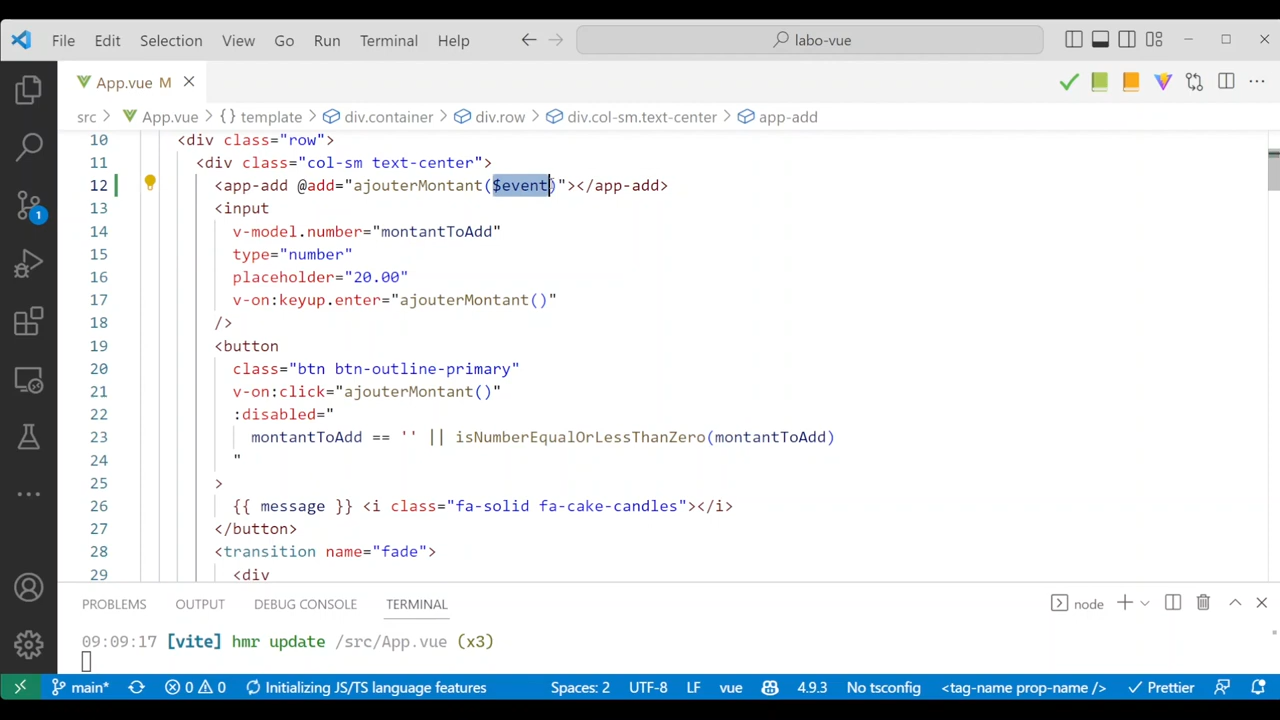 File Edit Selection View Go Run Terminal Help labo-vue
App.vue M
src > App.vue > {} template > div.container > div.row > div.col-sm.text-center > app-add
10 <div class="row">
11 <div class="col-sm text-center">
12 <app-add @add="ajouterMontant($event)"></app-add>
13 <input
14 v-model.number="montantToAdd"
15 type="number"
16 placeholder="20.00"
17 v-on:keyup.enter="ajouterMontant()"
18 />
19 <button
20 class="btn btn-outline-primary"
21 v-on:click="ajouterMontant()"
22 :disabled="
23 montantToAdd == '' || isNumberEqualOrLessThanZero(montantToAdd)
24 "
25 >
26 {{ message }} <i class="fa-solid fa-cake-candles"></i>
27 </button>
28 <transition name="fade">
29 <div
1
PROBLEMS OUTPUT DEBUG CONSOLE TERMINAL node
09:09:17 [vite] hmr update /src/App.vue (x3)
main* 0 0 Initializing JS/TS language features Spaces: 2 UTF-8 LF vue 4.9.3 No tsconfig <tag-name prop-name /> Prettier